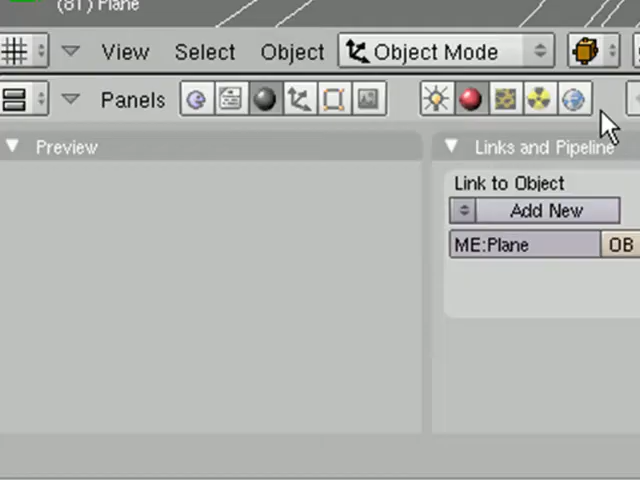 (81) Plane
View Select Object Object Mode
Panels
Preview
Links and Pipeline
Link to Object
Add New
ME:Plane OB